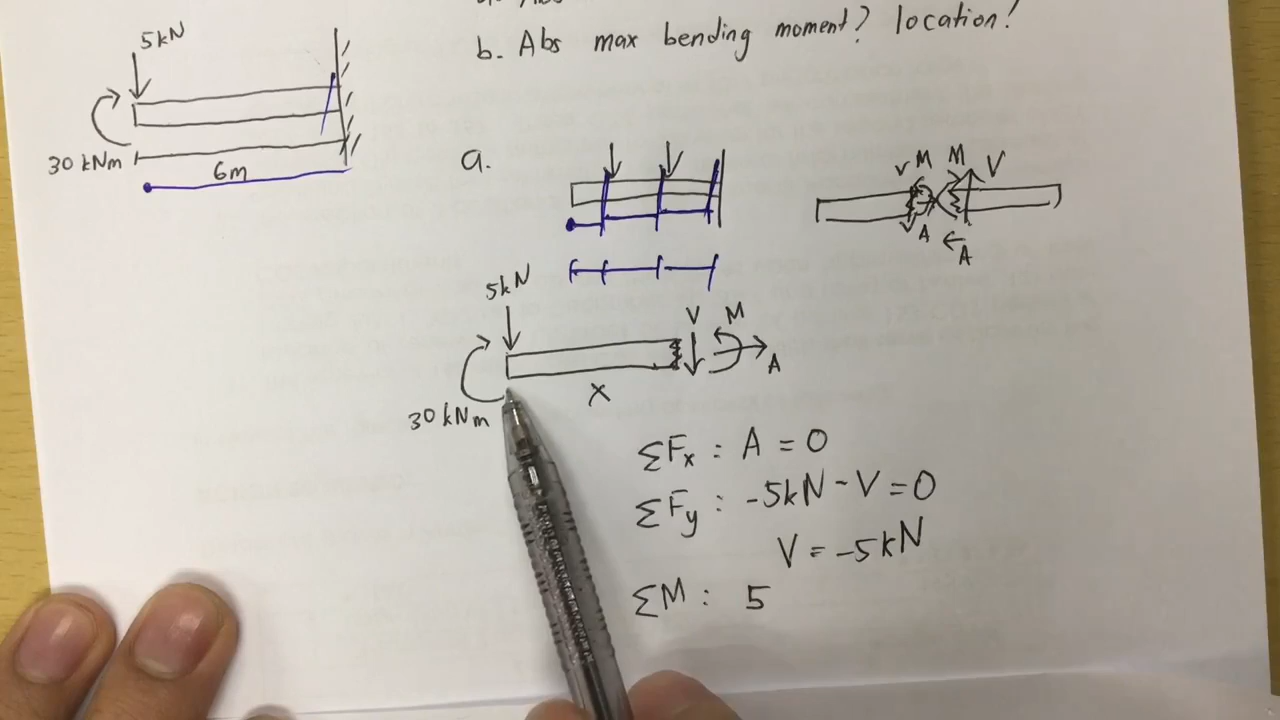 a. Abs
b. Abs max bending moment? location!
5kN
30 kNm
6m
a.
V M M V
A
A
5kN
V M
A
30 kNm
x
ΣFx : A = 0
ΣFy : -5kN - V = 0
V = -5kN
ΣM : 5